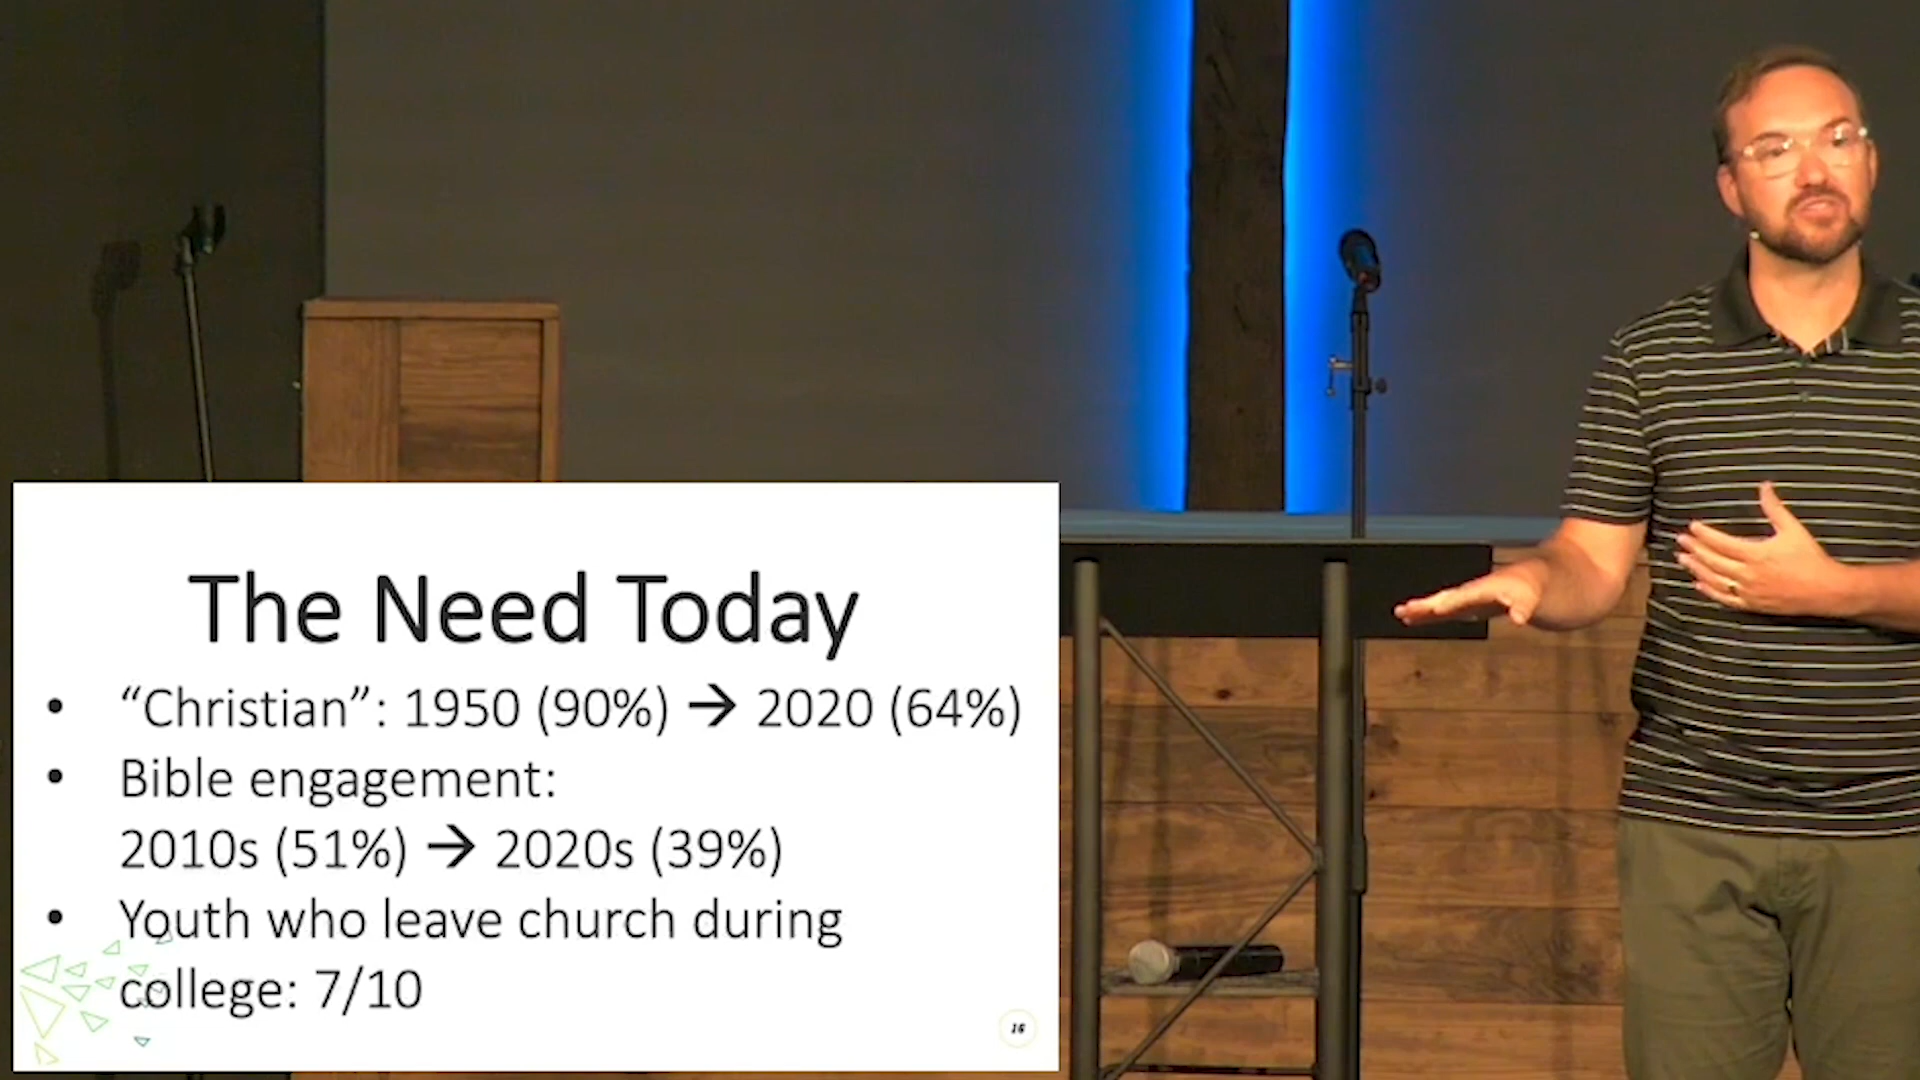 The Need Today
• “Christian”: 1950 (90%) → 2020 (64%)
• Bible engagement:
2010s (51%) → 2020s (39%)
• Youth who leave church during
college: 7/10
16